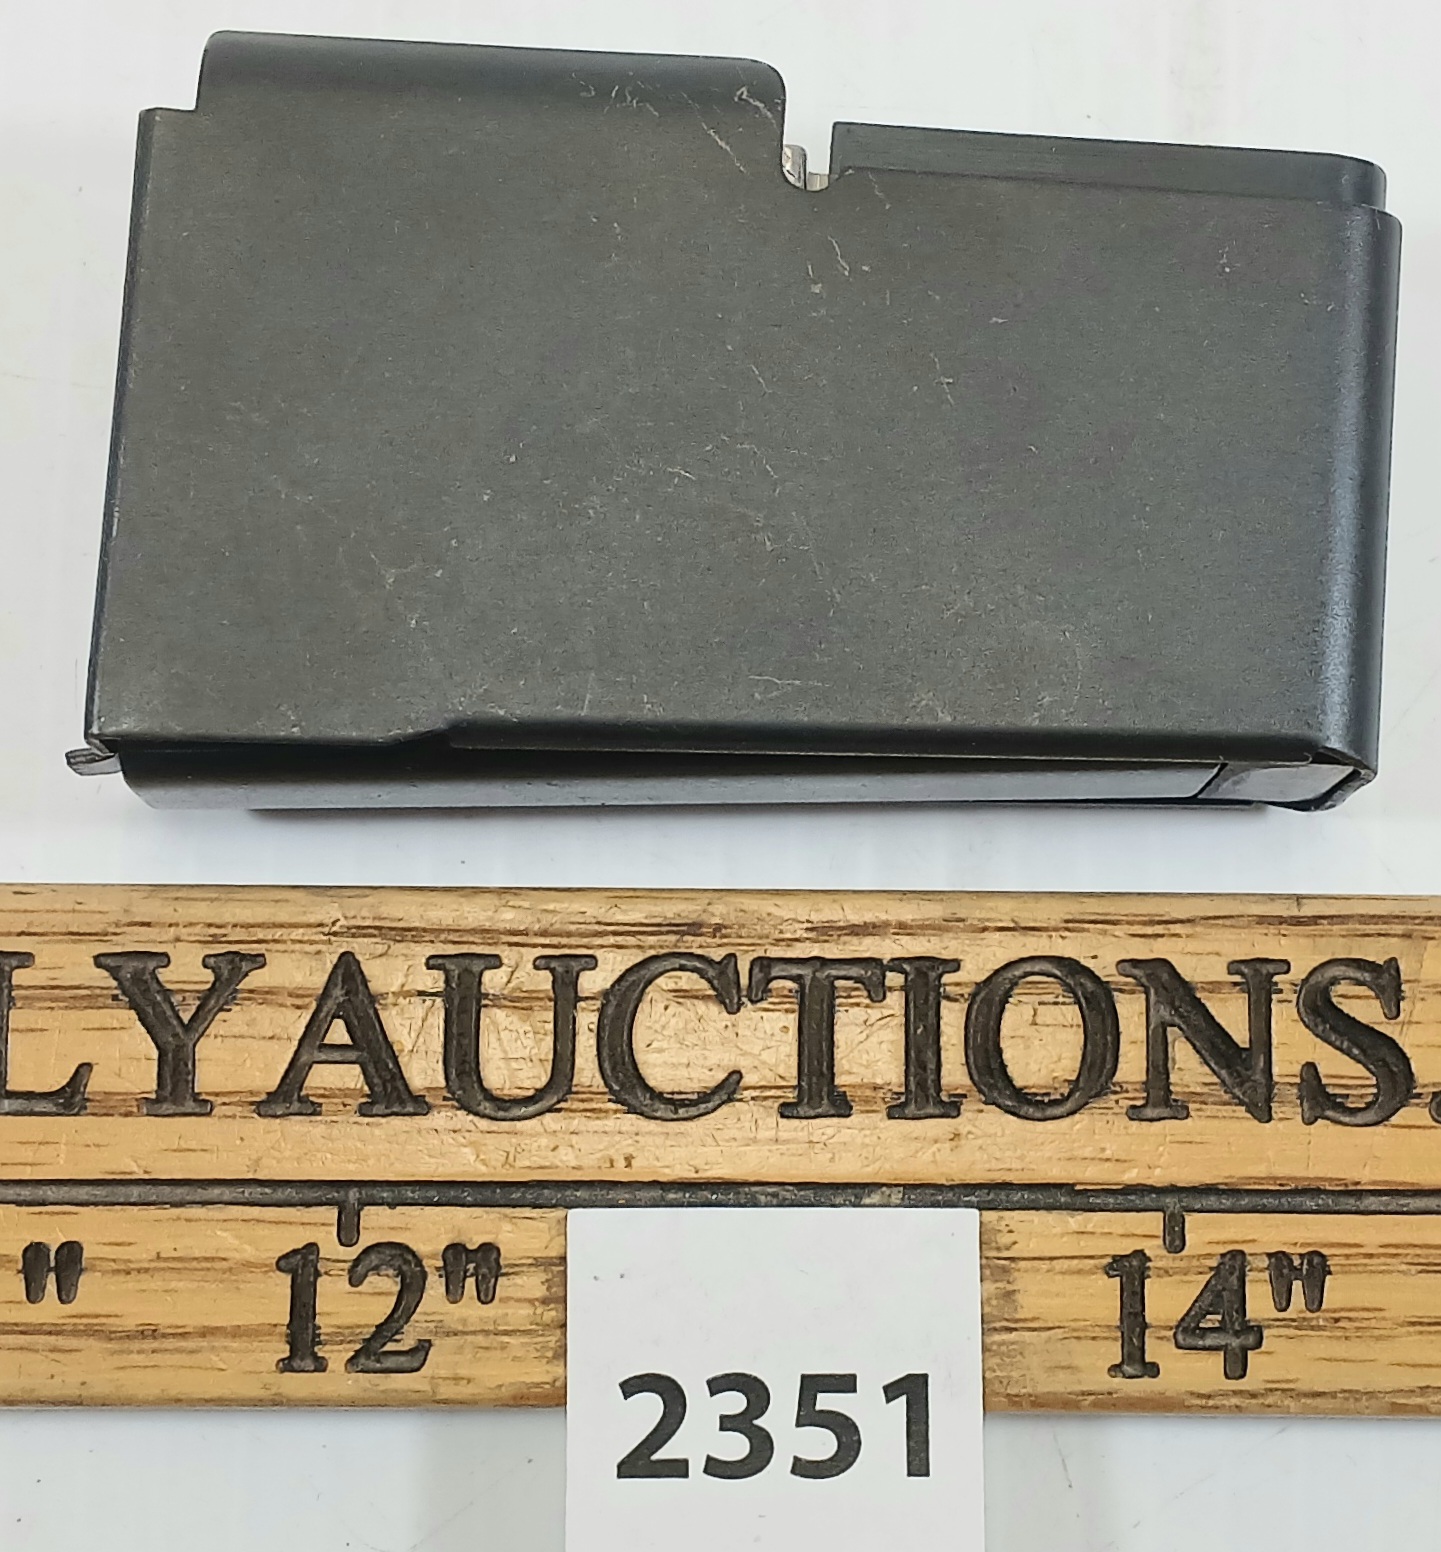 LYAUCTIONS.
" 12" 14"
2351